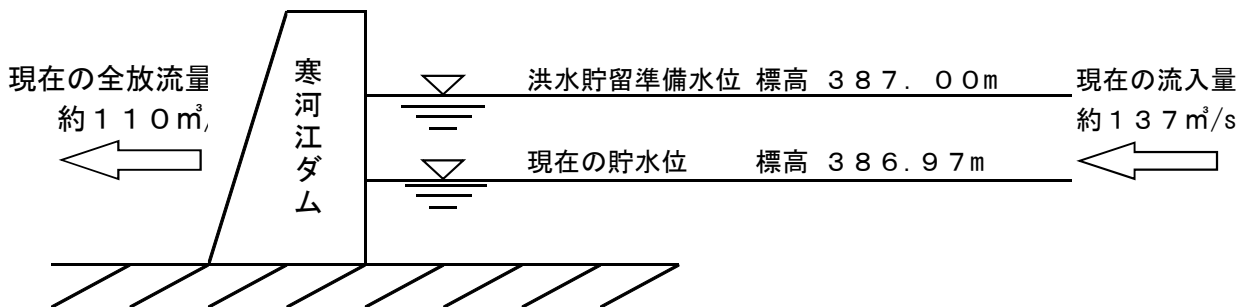 現在の全放流量
約１１０㎥/
寒河江ダム
洪水貯留準備水位 標高 ３８７．００m
現在の貯水位 標高 ３８６.９７m
現在の流入量
約１３７㎥/s